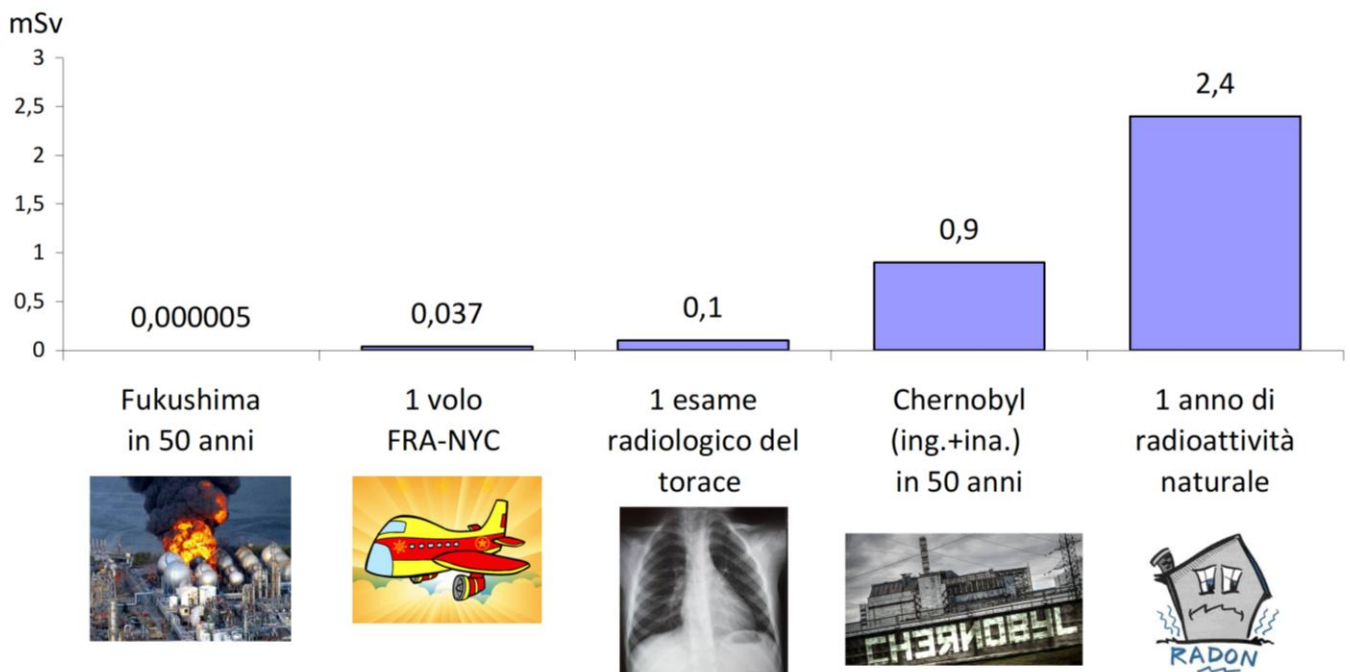 mSv
3
2,5
2
1,5
1
0,5
0
0,000005
0,037
0,1
0,9
2,4
Fukushima
in 50 anni
1 volo
FRA-NYC
1 esame
radiologico del
torace
Chernobyl
(ing.+ina.)
in 50 anni
1 anno di
radioattività
naturale
CHЭЯNOBYL
RADON